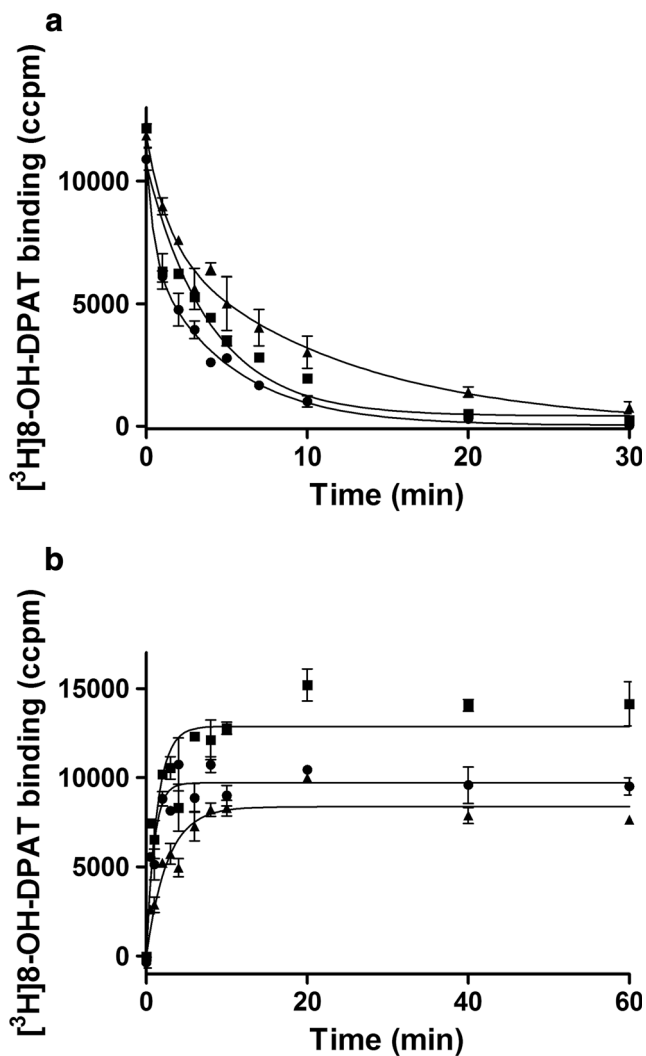 a
[³H]8-OH-DPAT binding (ccpm)
10000
5000
0
0 10 20 30
Time (min)
b
[³H]8-OH-DPAT binding (ccpm)
15000
10000
5000
0
0 20 40 60
Time (min)